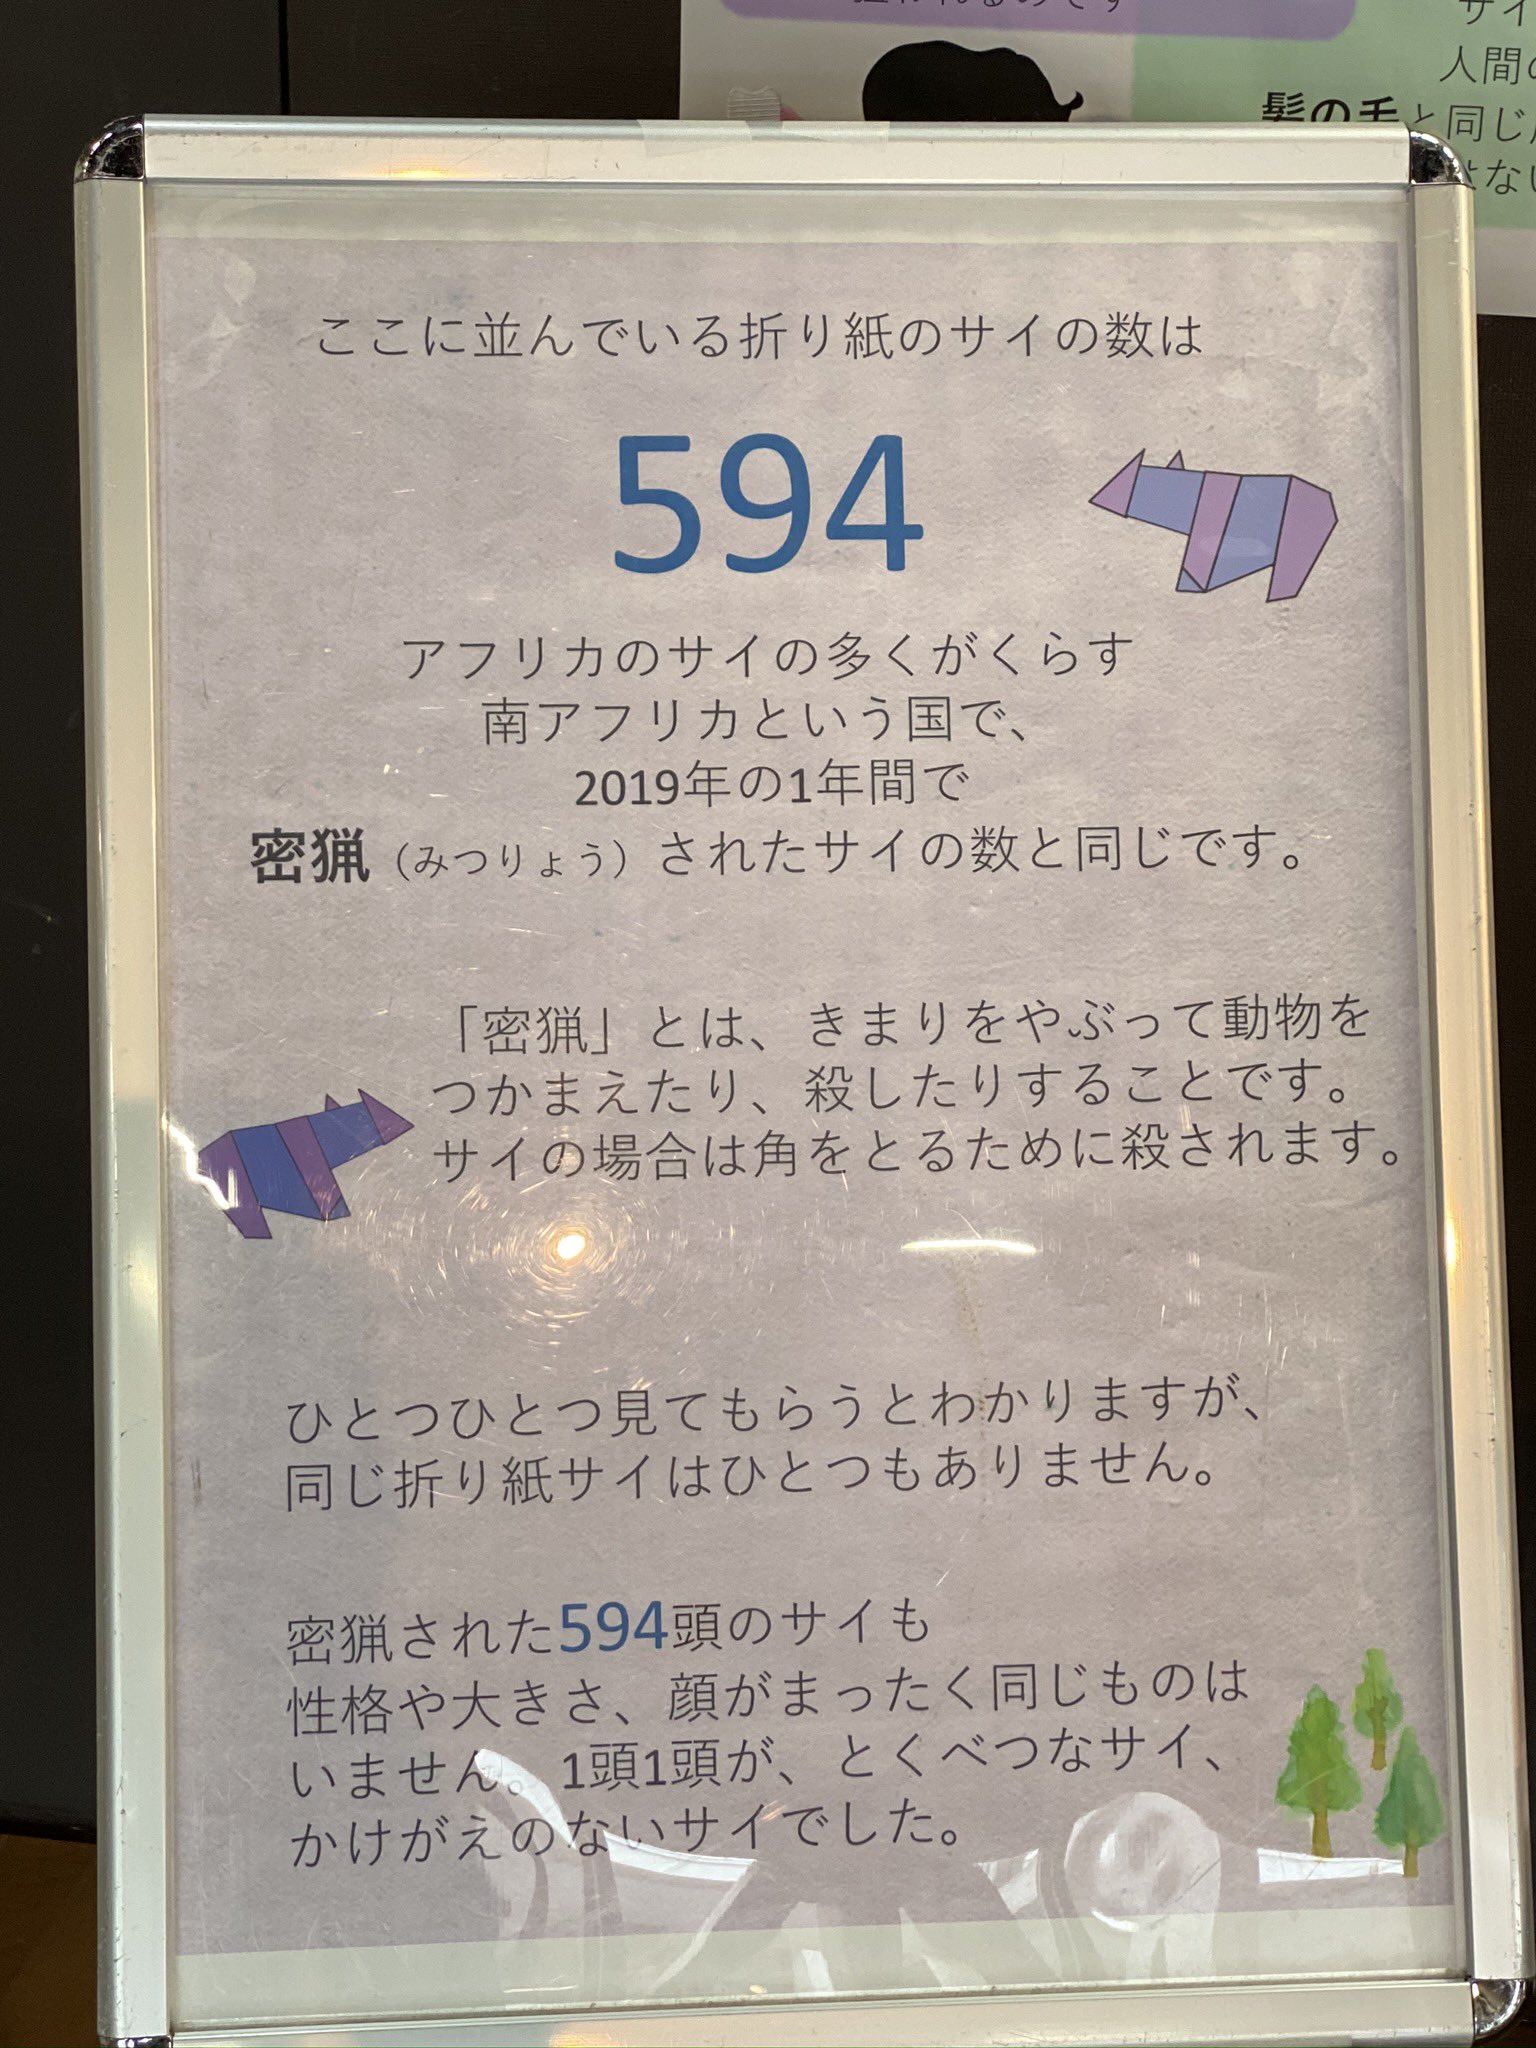 サイ
人間の
髪の毛と同じ
ここに並んでいる折り紙のサイの数は
594
アフリカのサイの多くがくらす
南アフリカという国で、
2019年の1年間で
密猟（みつりょう）されたサイの数と同じです。
「密猟」とは、きまりをやぶって動物を
つかまえたり、殺したりすることです。
サイの場合は角をとるために殺されます。
ひとつひとつ見てもらうとわかりますが、
同じ折り紙サイはひとつもありません。
密猟された594頭のサイも
性格や大きさ、顔がまったく同じものは
いません。1頭1頭が、とくべつなサイ、
かけがえのないサイでした。